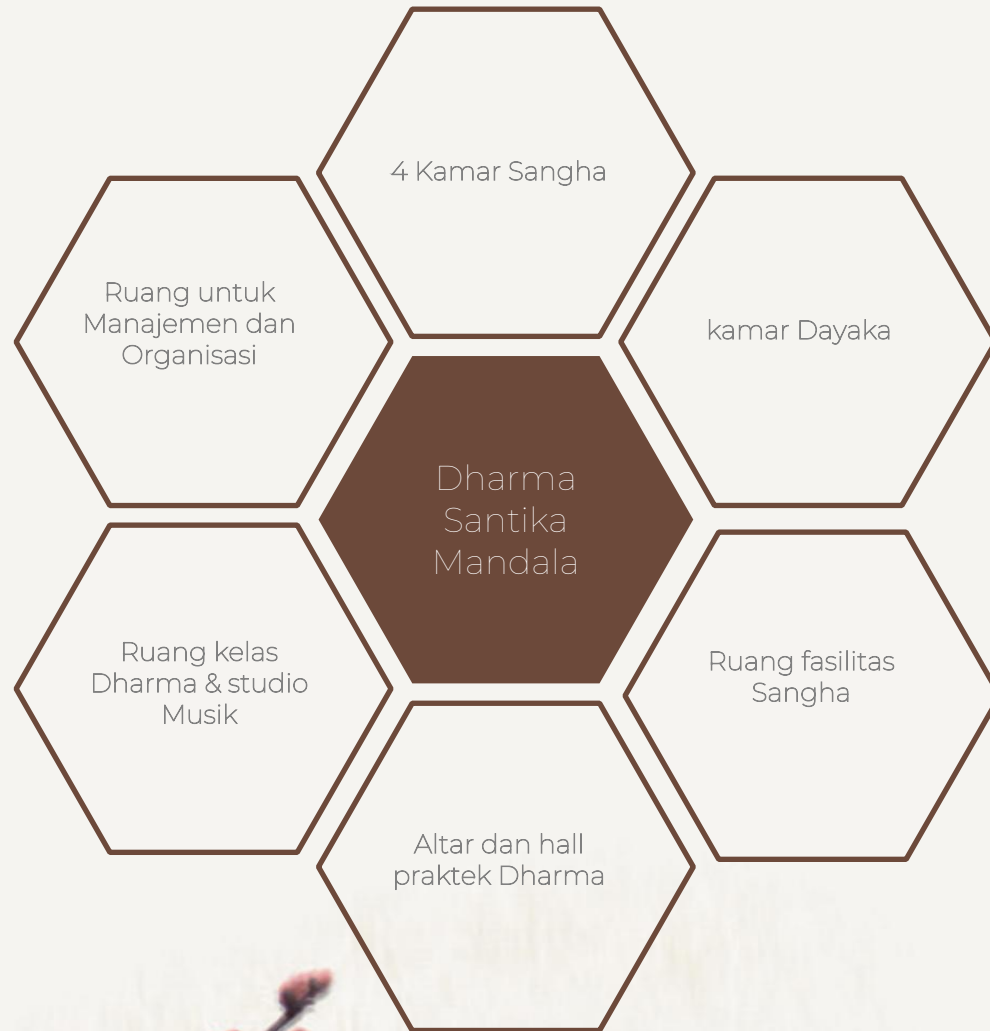 4 Kamar Sangha
Ruang untuk
Manajemen dan
Organisasi
kamar Dayaka
Dharma
Santika
Mandala
Ruang kelas
Dharma & studio
Musik
Ruang fasilitas
Sangha
Altar dan hall
praktek Dharma